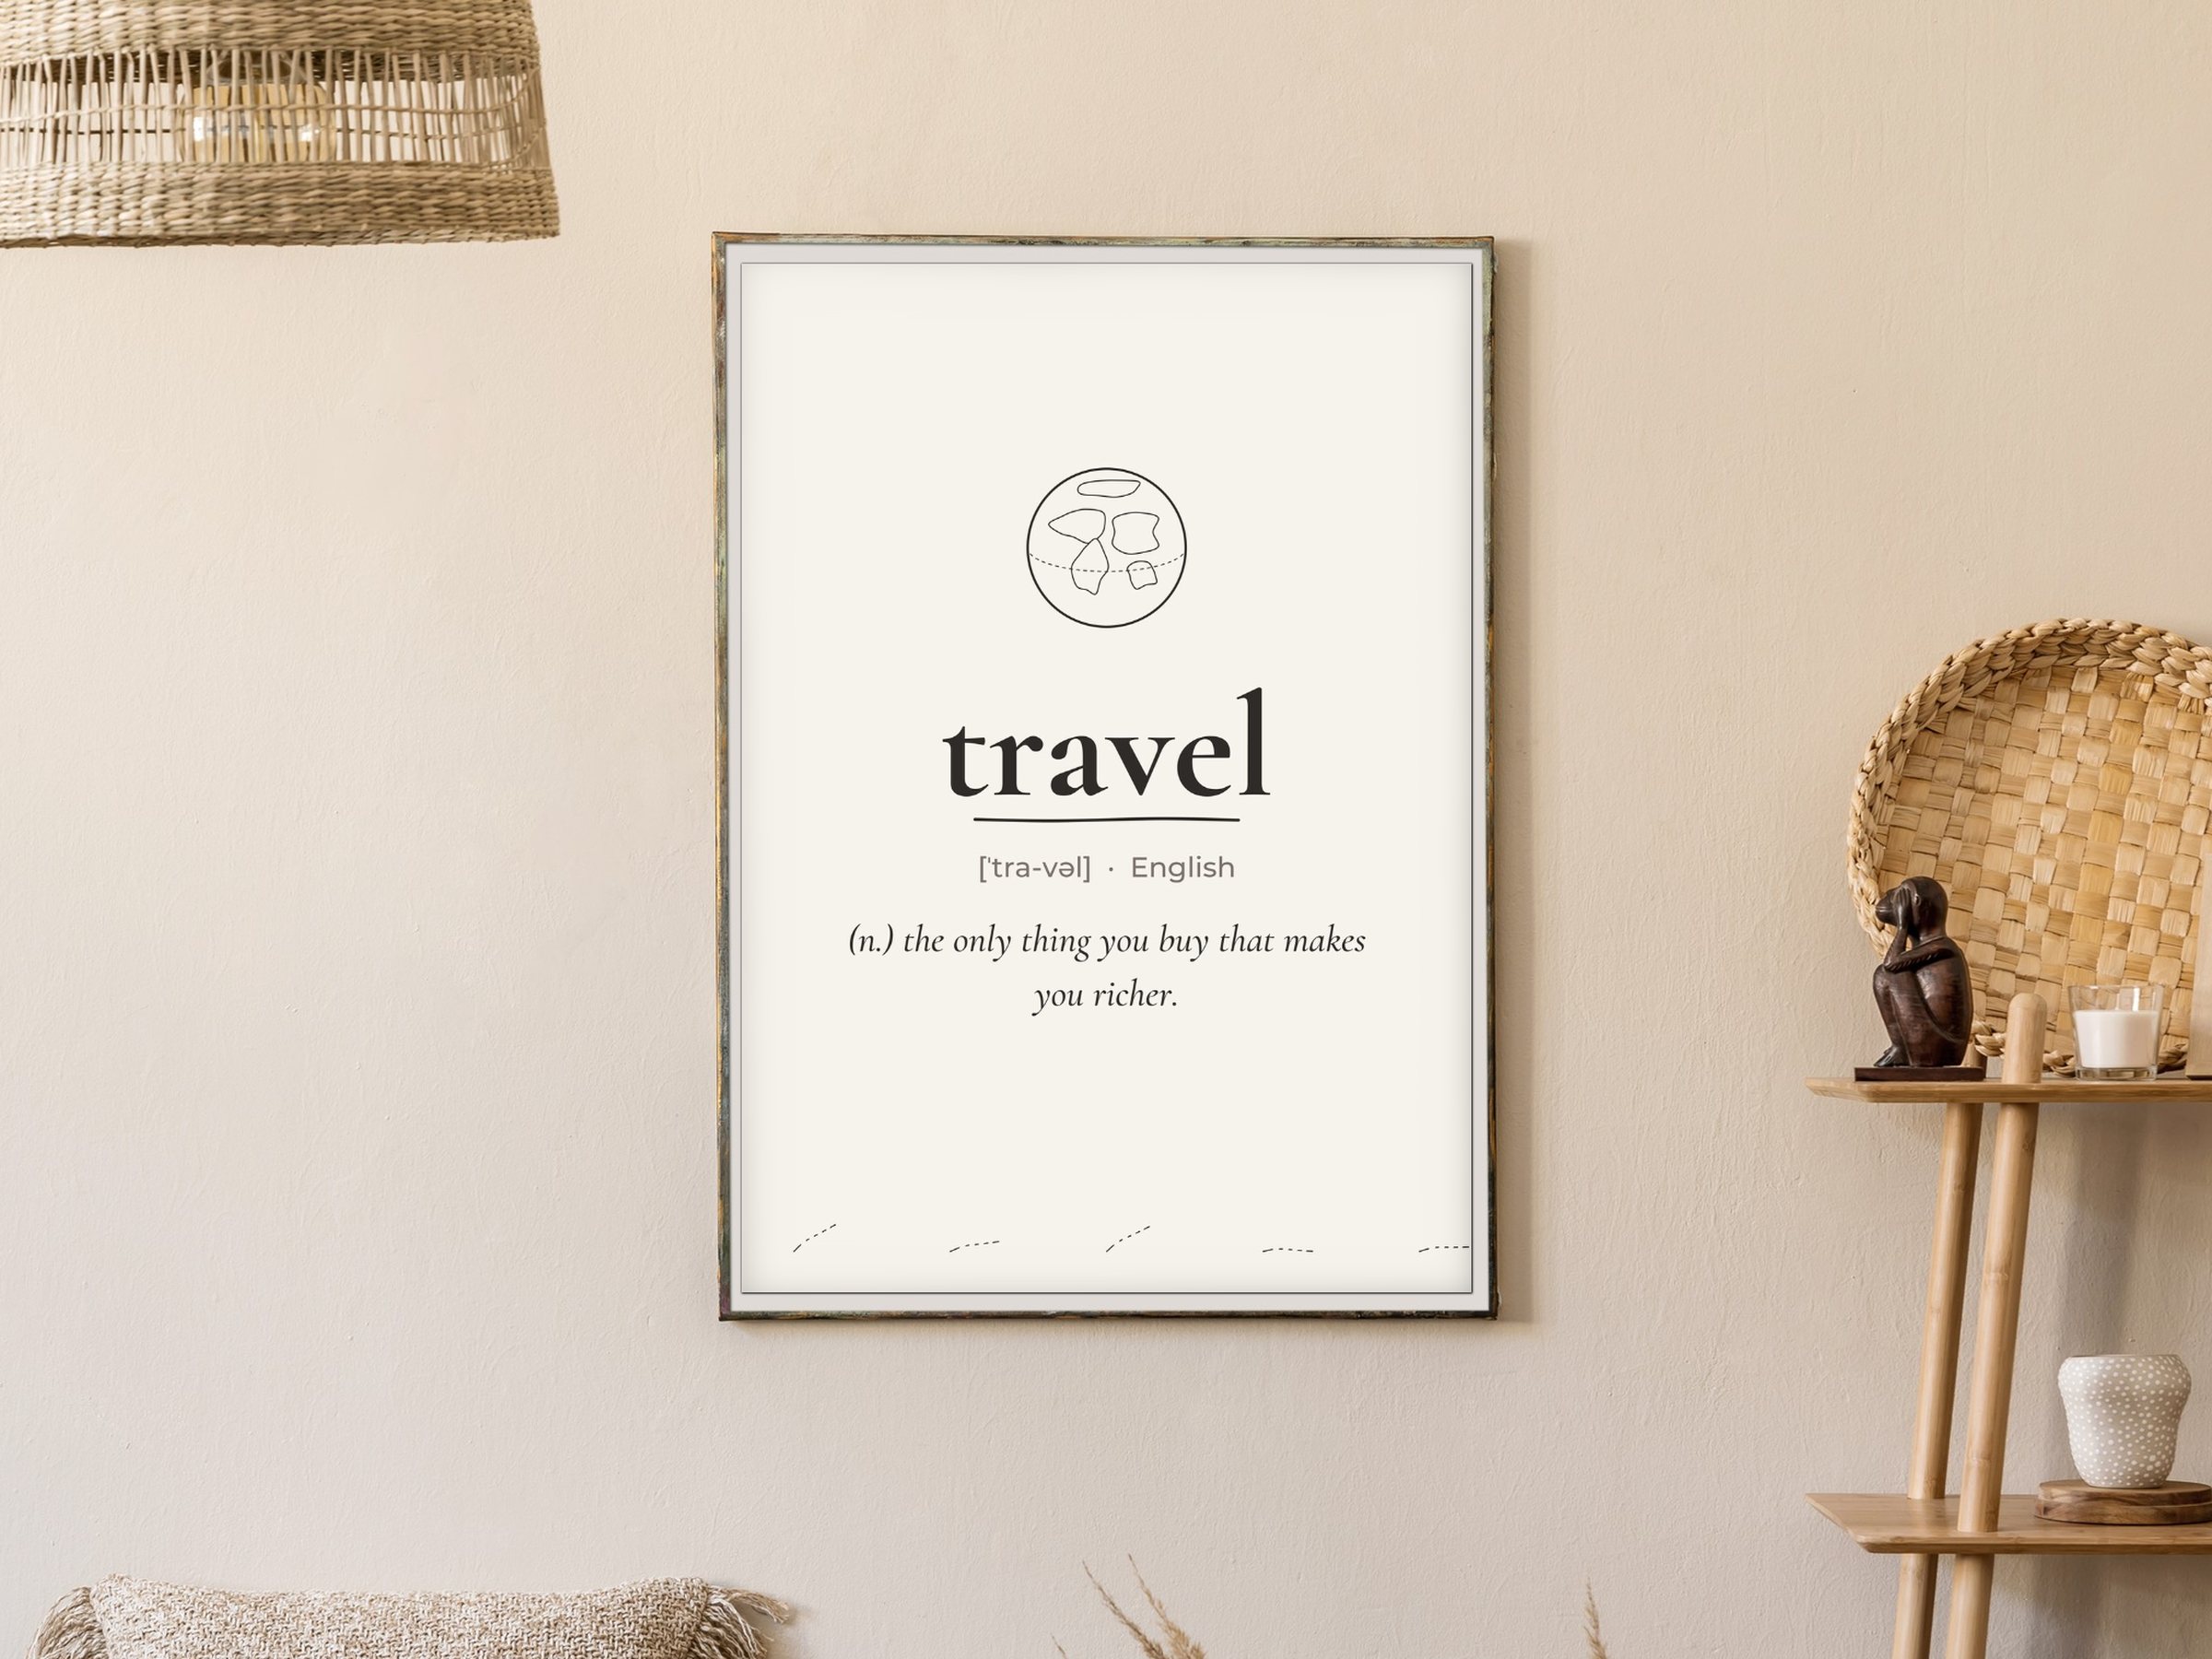 travel
['tra-vəl] · English
(n.) the only thing you buy that makes
you richer.